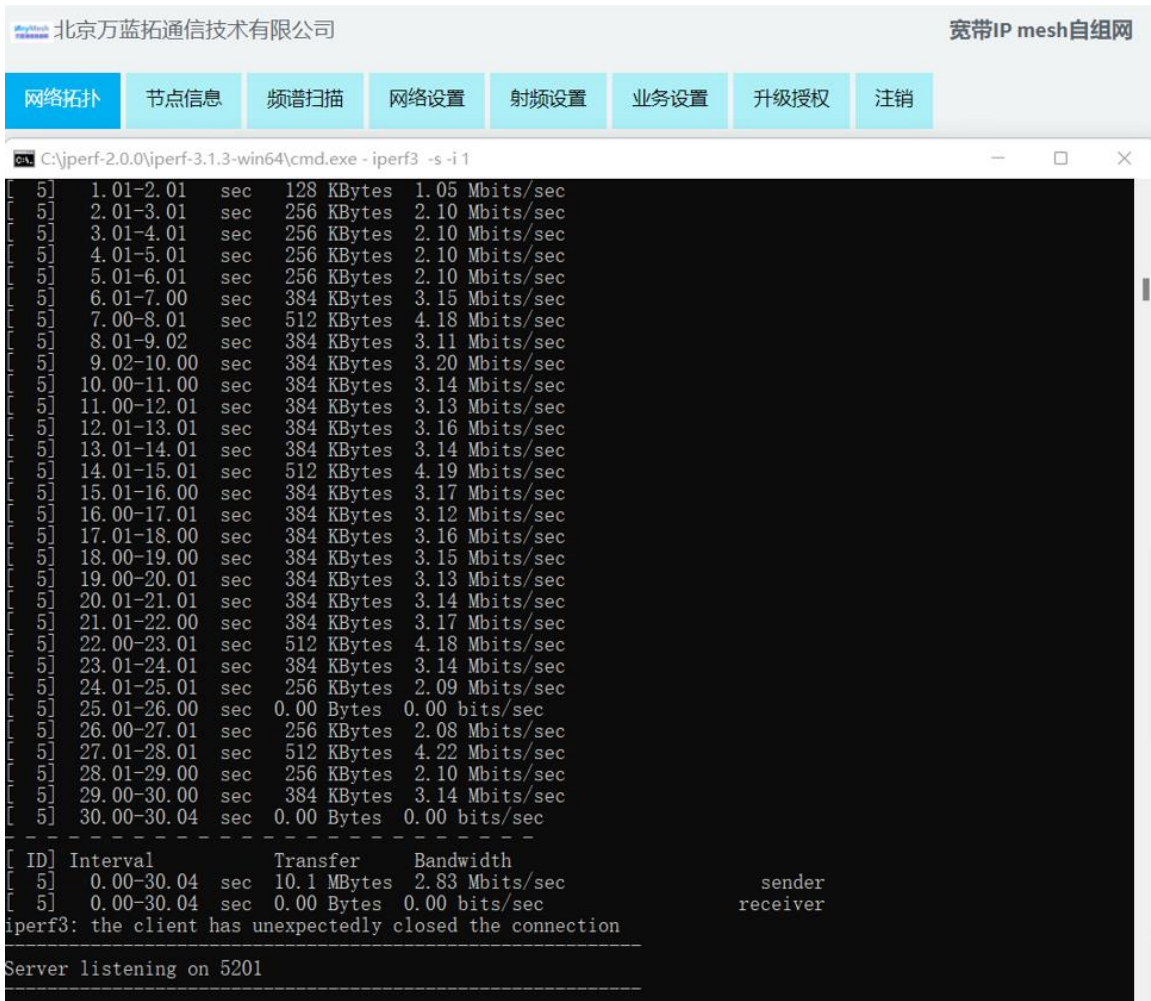 北京万蓝拓通信技术有限公司 宽带IP mesh自组网
网络拓扑 节点信息 频谱扫描 网络设置 射频设置 业务设置 升级授权 注销
C:\jperf-2.0.0\iperf-3.1.3-win64\cmd.exe - iperf3 -s -i 1
[ 5] 1.01-2.01 sec 128 KBytes 1.05 Mbits/sec
[ 5] 2.01-3.01 sec 256 KBytes 2.10 Mbits/sec
[ 5] 3.01-4.01 sec 256 KBytes 2.10 Mbits/sec
[ 5] 4.01-5.01 sec 256 KBytes 2.10 Mbits/sec
[ 5] 5.01-6.01 sec 256 KBytes 2.10 Mbits/sec
[ 5] 6.01-7.00 sec 384 KBytes 3.15 Mbits/sec
[ 5] 7.00-8.01 sec 512 KBytes 4.18 Mbits/sec
[ 5] 8.01-9.02 sec 384 KBytes 3.11 Mbits/sec
[ 5] 9.02-10.00 sec 384 KBytes 3.20 Mbits/sec
[ 5] 10.00-11.00 sec 384 KBytes 3.14 Mbits/sec
[ 5] 11.00-12.01 sec 384 KBytes 3.13 Mbits/sec
[ 5] 12.01-13.01 sec 384 KBytes 3.16 Mbits/sec
[ 5] 13.01-14.01 sec 384 KBytes 3.14 Mbits/sec
[ 5] 14.01-15.01 sec 512 KBytes 4.19 Mbits/sec
[ 5] 15.01-16.00 sec 384 KBytes 3.17 Mbits/sec
[ 5] 16.00-17.01 sec 384 KBytes 3.12 Mbits/sec
[ 5] 17.01-18.00 sec 384 KBytes 3.16 Mbits/sec
[ 5] 18.00-19.00 sec 384 KBytes 3.15 Mbits/sec
[ 5] 19.00-20.01 sec 384 KBytes 3.13 Mbits/sec
[ 5] 20.01-21.01 sec 384 KBytes 3.14 Mbits/sec
[ 5] 21.01-22.00 sec 384 KBytes 3.17 Mbits/sec
[ 5] 22.00-23.01 sec 512 KBytes 4.18 Mbits/sec
[ 5] 23.01-24.01 sec 384 KBytes 3.14 Mbits/sec
[ 5] 24.01-25.01 sec 256 KBytes 2.09 Mbits/sec
[ 5] 25.01-26.00 sec 0.00 Bytes 0.00 bits/sec
[ 5] 26.00-27.01 sec 256 KBytes 2.08 Mbits/sec
[ 5] 27.01-28.01 sec 512 KBytes 4.22 Mbits/sec
[ 5] 28.01-29.00 sec 256 KBytes 2.10 Mbits/sec
[ 5] 29.00-30.00 sec 384 KBytes 3.14 Mbits/sec
[ 5] 30.00-30.04 sec 0.00 Bytes 0.00 bits/sec
- - - - - - - - - - - - - - - - - - - - - - - - -
[ ID] Interval Transfer Bandwidth
[ 5] 0.00-30.04 sec 10.1 MBytes 2.83 Mbits/sec sender
[ 5] 0.00-30.04 sec 0.00 Bytes 0.00 bits/sec receiver
iperf3: the client has unexpectedly closed the connection
-----------------------------------------------------------
Server listening on 5201
-----------------------------------------------------------